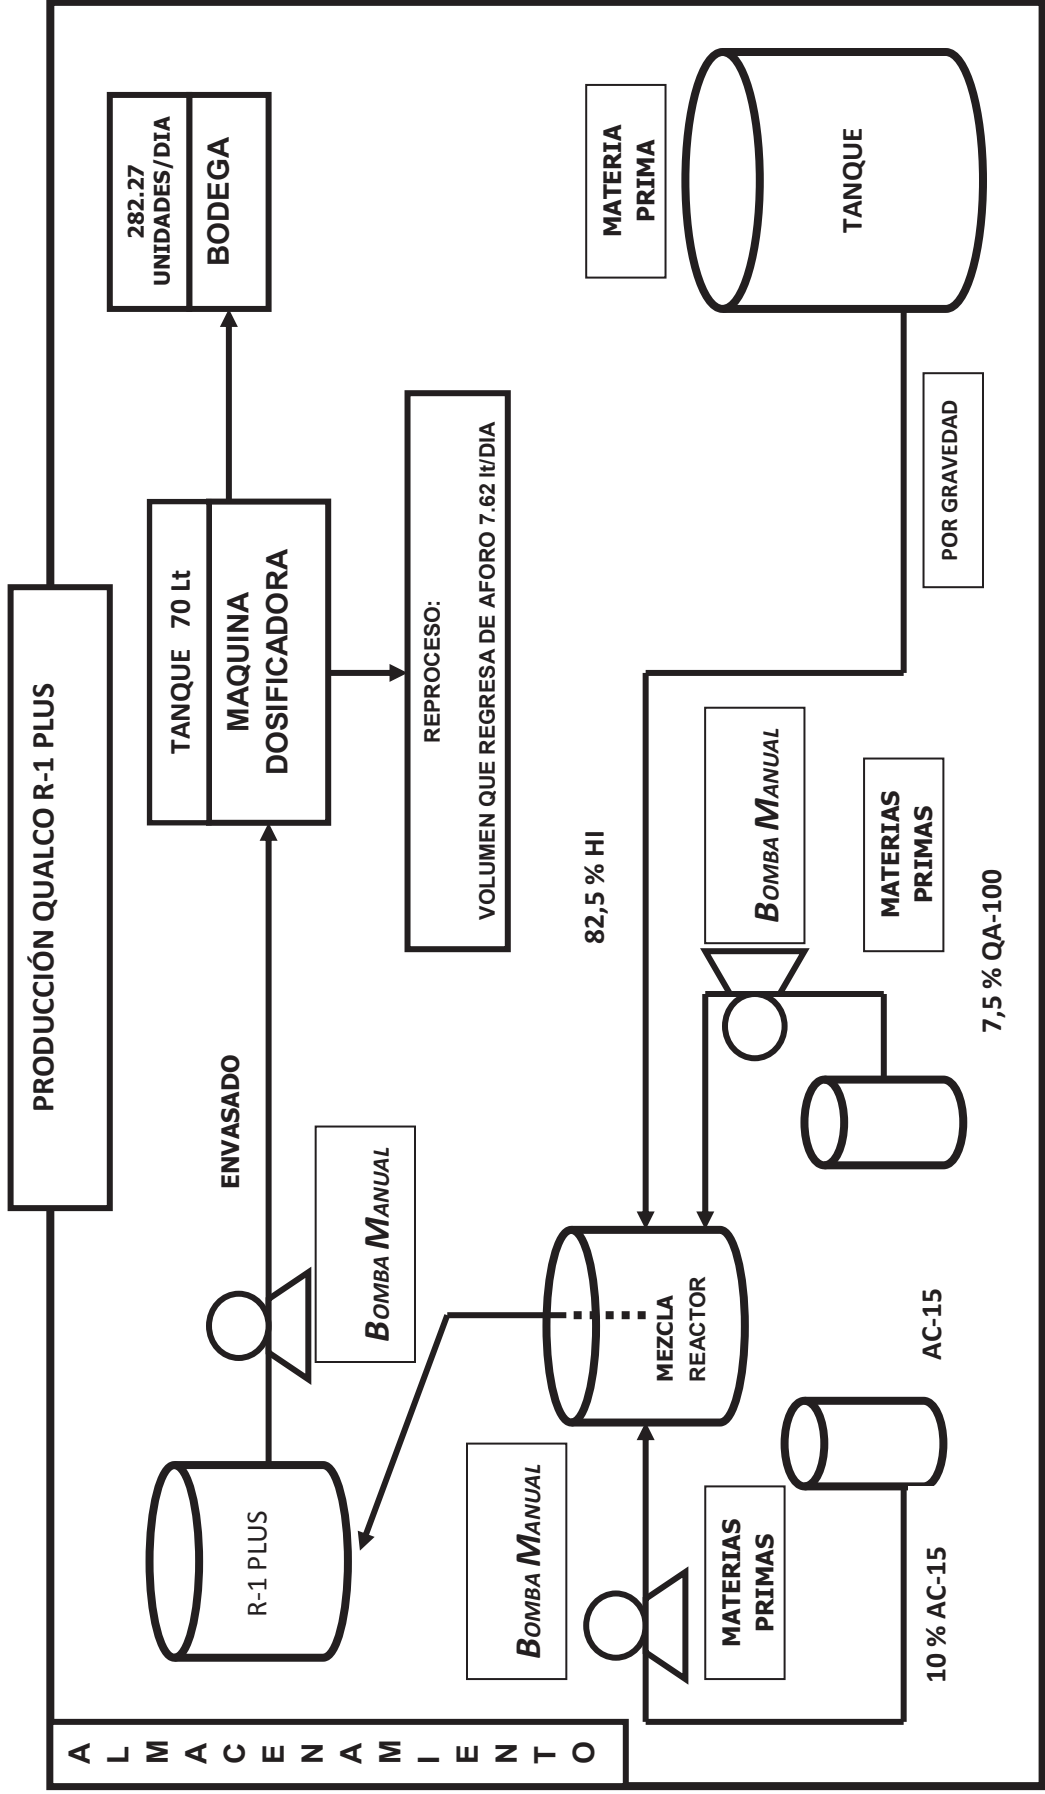 PRODUCCIÓN QUALCO R-1 PLUS
ALMACENAMIENTO
R-1 PLUS
BOMBA MANUAL
ENVASADO
TANQUE 70 Lt
MAQUINA
DOSIFICADORA
282.27
UNIDADES/DIA
BODEGA
REPROCESO:
VOLUMEN QUE REGRESA DE AFORO 7.62 lt/DIA
BOMBA MANUAL
MATERIAS
PRIMAS
10 % AC-15
AC-15
MEZCLA
REACTOR
82,5 % HI
BOMBA MANUAL
MATERIAS
PRIMAS
7,5 % QA-100
POR GRAVEDAD
MATERIA
PRIMA
TANQUE